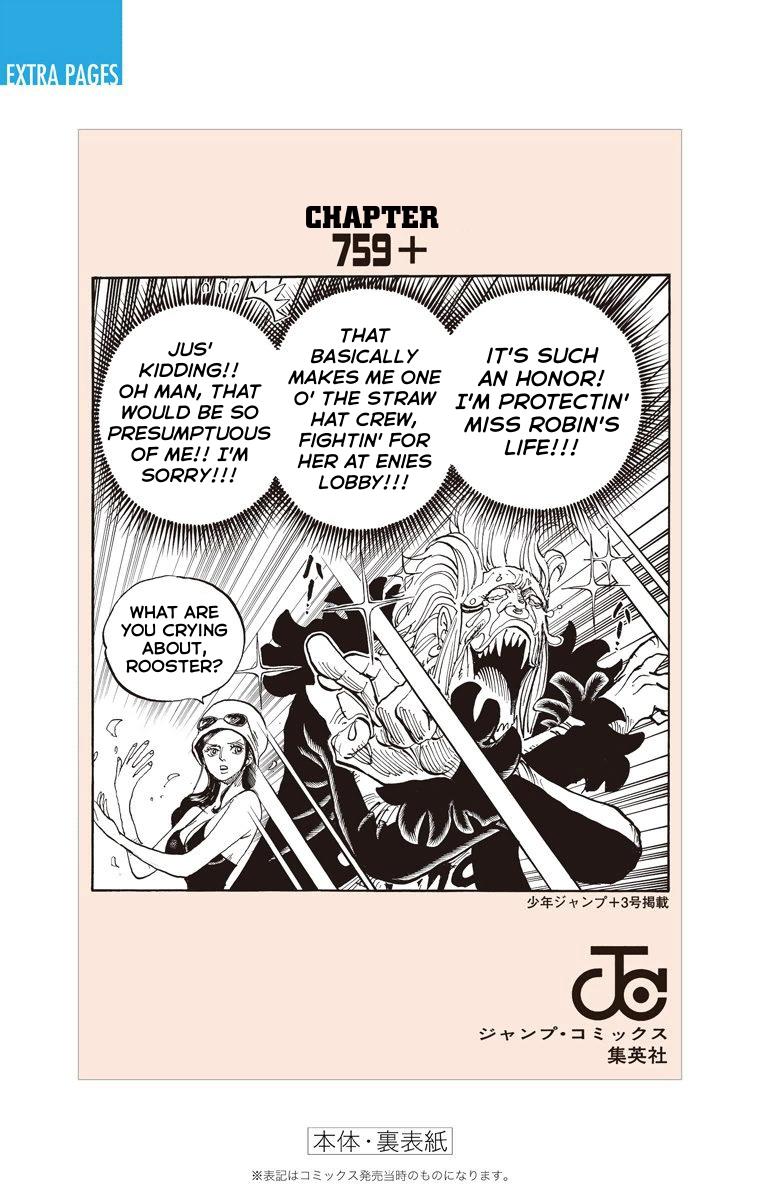 EXTRA PAGES
CHAPTER
759+
IT'S SUCH
AN HONOR!
I'M PROTECTIN'
MISS ROBIN'S
LIFE!!!
THAT
BASICALLY
MAKES ME ONE
O' THE STRAW
HAT CREW,
FIGHTIN' FOR
HER AT ENIES
LOBBY!!!
JUS'
KIDDING!!
OH MAN, THAT
WOULD BE SO
PRESUMPTUOUS
OF ME!! I'M
SORRY!!!
WHAT ARE
YOU CRYING
ABOUT,
ROOSTER?
少年ジャンプ+3号掲載
JC
ジャンプ・コミックス
集英社
本体・裏表紙
※表記はコミックス発売当時のものになります。